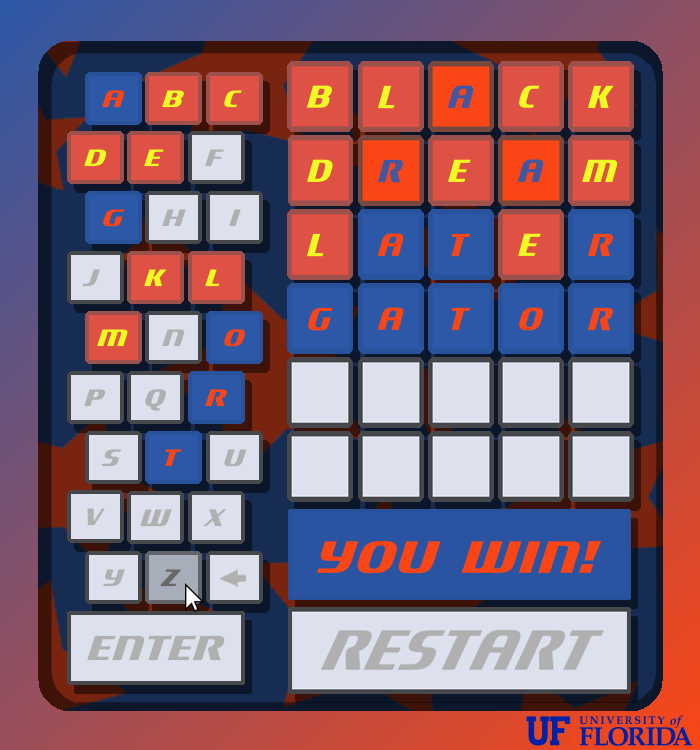 A B C
D E F
G H I
J K L
M N O
P Q R
S T U
V W X
Y Z
ENTER
BLACK
DREAM
LATER
GATOR
YOU WIN!
RESTART
UF UNIVERSITY of
FLORIDA